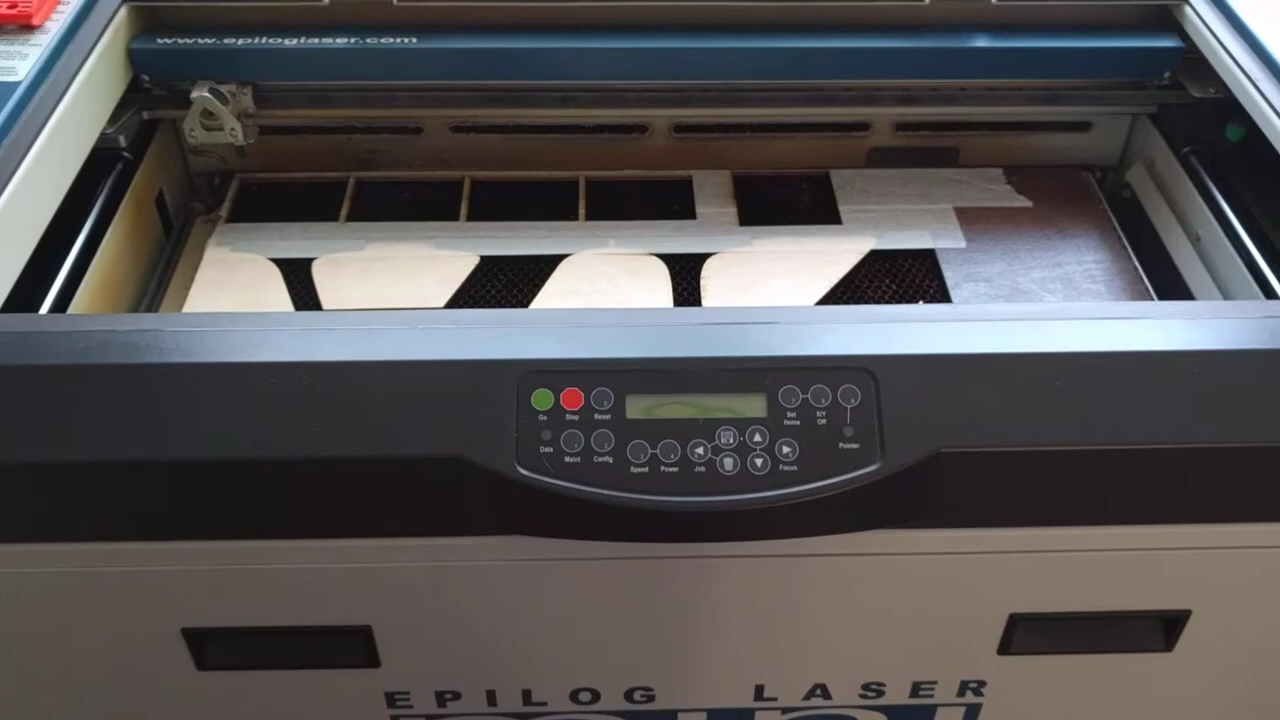 www.epiloglaser.com
Go
Stop
Reset
Set Home
X/Y Off
Pointer
Data
Maint
Config
Speed
Power
Job
Focus
EPILOG LASER